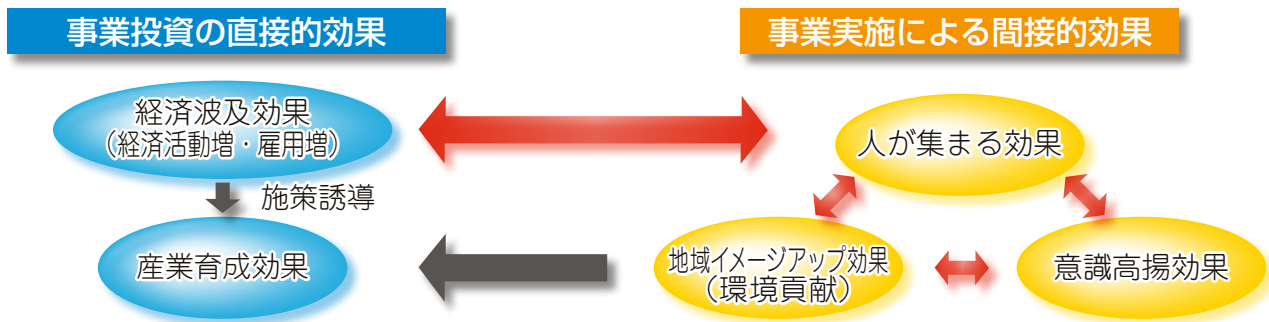 事業投資の直接的効果
事業実施による間接的効果
経済波及効果
（経済活動増・雇用増）
施策誘導
産業育成効果
人が集まる効果
地域イメージアップ効果
（環境貢献）
意識高揚効果